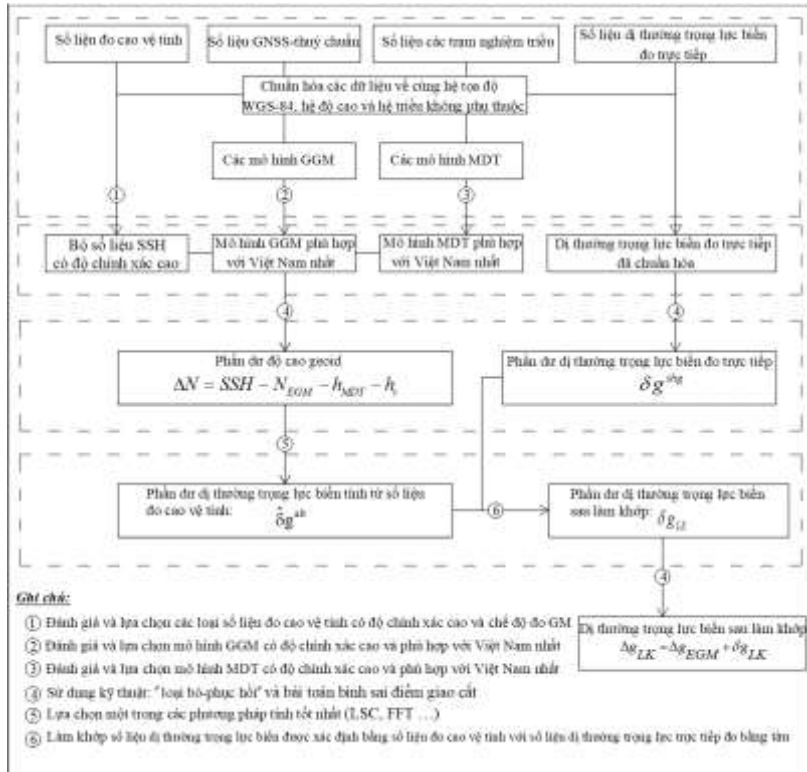 Số liệu đo cao vệ tinh
Số liệu GNSS-thuỷ chuẩn
Số liệu các trạm nghiệm triều
Số liệu dị thường trọng lực biển
đo trực tiếp
Chuẩn hóa các dữ liệu về cùng hệ tọa độ
WGS-84, hệ độ cao và hệ triều không phụ thuộc
Các mô hình GGM
Các mô hình MDT
①
②
③
Bộ số liệu SSH
có độ chính xác cao
Mô hình GGM phù hợp
với Việt Nam nhất
Mô hình MDT phù hợp
với Việt Nam nhất
Dị thường trọng lực biển đo trực tiếp
đã chuẩn hóa
④
④
Phần dư độ cao geoid
ΔN = SSH − N_EGM − h_MDT − h_t
Phần dư dị thường trọng lực biển đo trực tiếp
δg^shg
⑤
Phần dư dị thường trọng lực biển tính từ số liệu
đo cao vệ tinh: δ̂g^alt
⑥
Phần dư dị thường trọng lực biển
sau làm khớp: δg_LK
④
Dị thường trọng lực biển sau làm khớp
Δg_LK = Δg_EGM + δg_LK
Ghi chú:
① Đánh giá và lựa chọn các loại số liệu đo cao vệ tinh có độ chính xác cao và chế độ đo GM
② Đánh giá và lựa chọn mô hình GGM có độ chính xác và phù hợp với Việt Nam nhất
③ Đánh giá và lựa chọn mô hình MDT có độ chính xác và phù hợp với Việt Nam nhất
④ Sử dụng kỹ thuật: "loại bỏ-phục hồi" và bài toán bình sai điểm giao cắt
⑤ Lựa chọn một trong các phương pháp tính tốt nhất (LSC, FFT ...)
⑥ Làm khớp số liệu dị thường trọng lực biển được xác định bằng số liệu đo cao vệ tinh với số liệu dị thường trọng lực trực tiếp đo bằng tàu